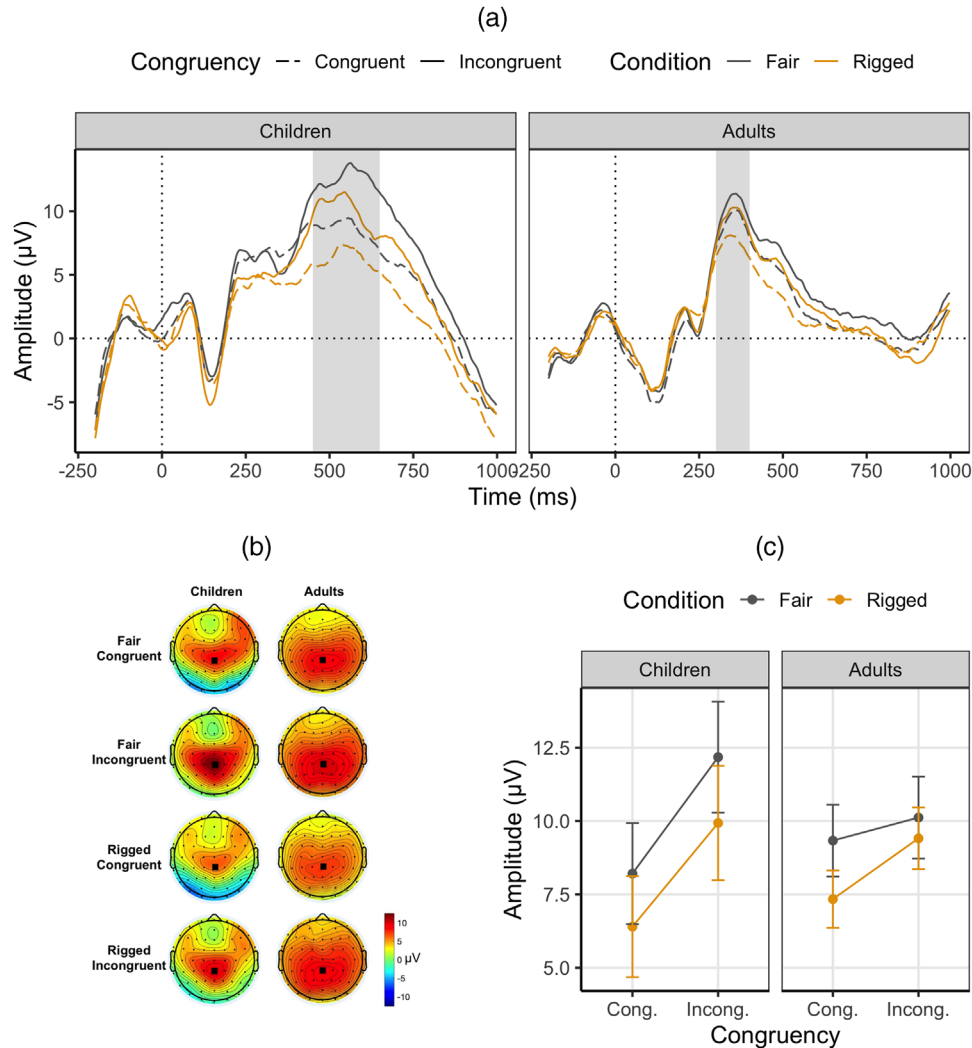 (a)
Congruency Congruent Incongruent Condition Fair Rigged
Children Adults
Amplitude (µV)
10
5
0
-5
-250 0 250 500 750 1000 -250 0 250 500 750 1000
Time (ms)
(b)
Children Adults
Fair
Congruent
Fair
Incongruent
Rigged
Congruent
Rigged
Incongruent
10
5
0 µV
-5
-10
(c)
Condition Fair Rigged
Children Adults
Amplitude (µV)
12.5
10.0
7.5
5.0
Cong. Incong. Cong. Incong.
Congruency